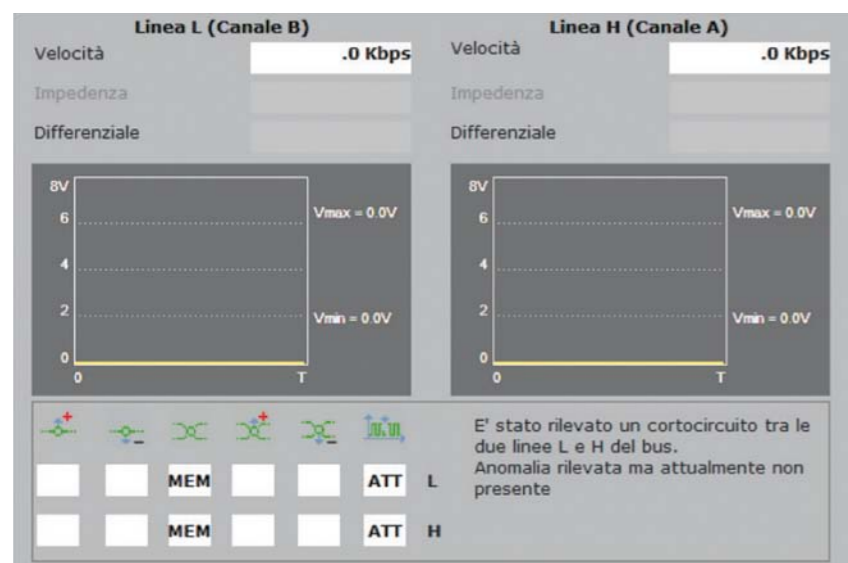 Linea L (Canale B)
Velocità
.0 Kbps
Impedenza
Differenziale
8V
6
4
2
0
0
T
Vmax = 0.0V
Vmin = 0.0V
Linea H (Canale A)
Velocità
.0 Kbps
Impedenza
Differenziale
8V
6
4
2
0
0
T
Vmax = 0.0V
Vmin = 0.0V
MEM
ATT
L
MEM
ATT
H
E' stato rilevato un cortocircuito tra le
due linee L e H del bus.
Anomalia rilevata ma attualmente non
presente